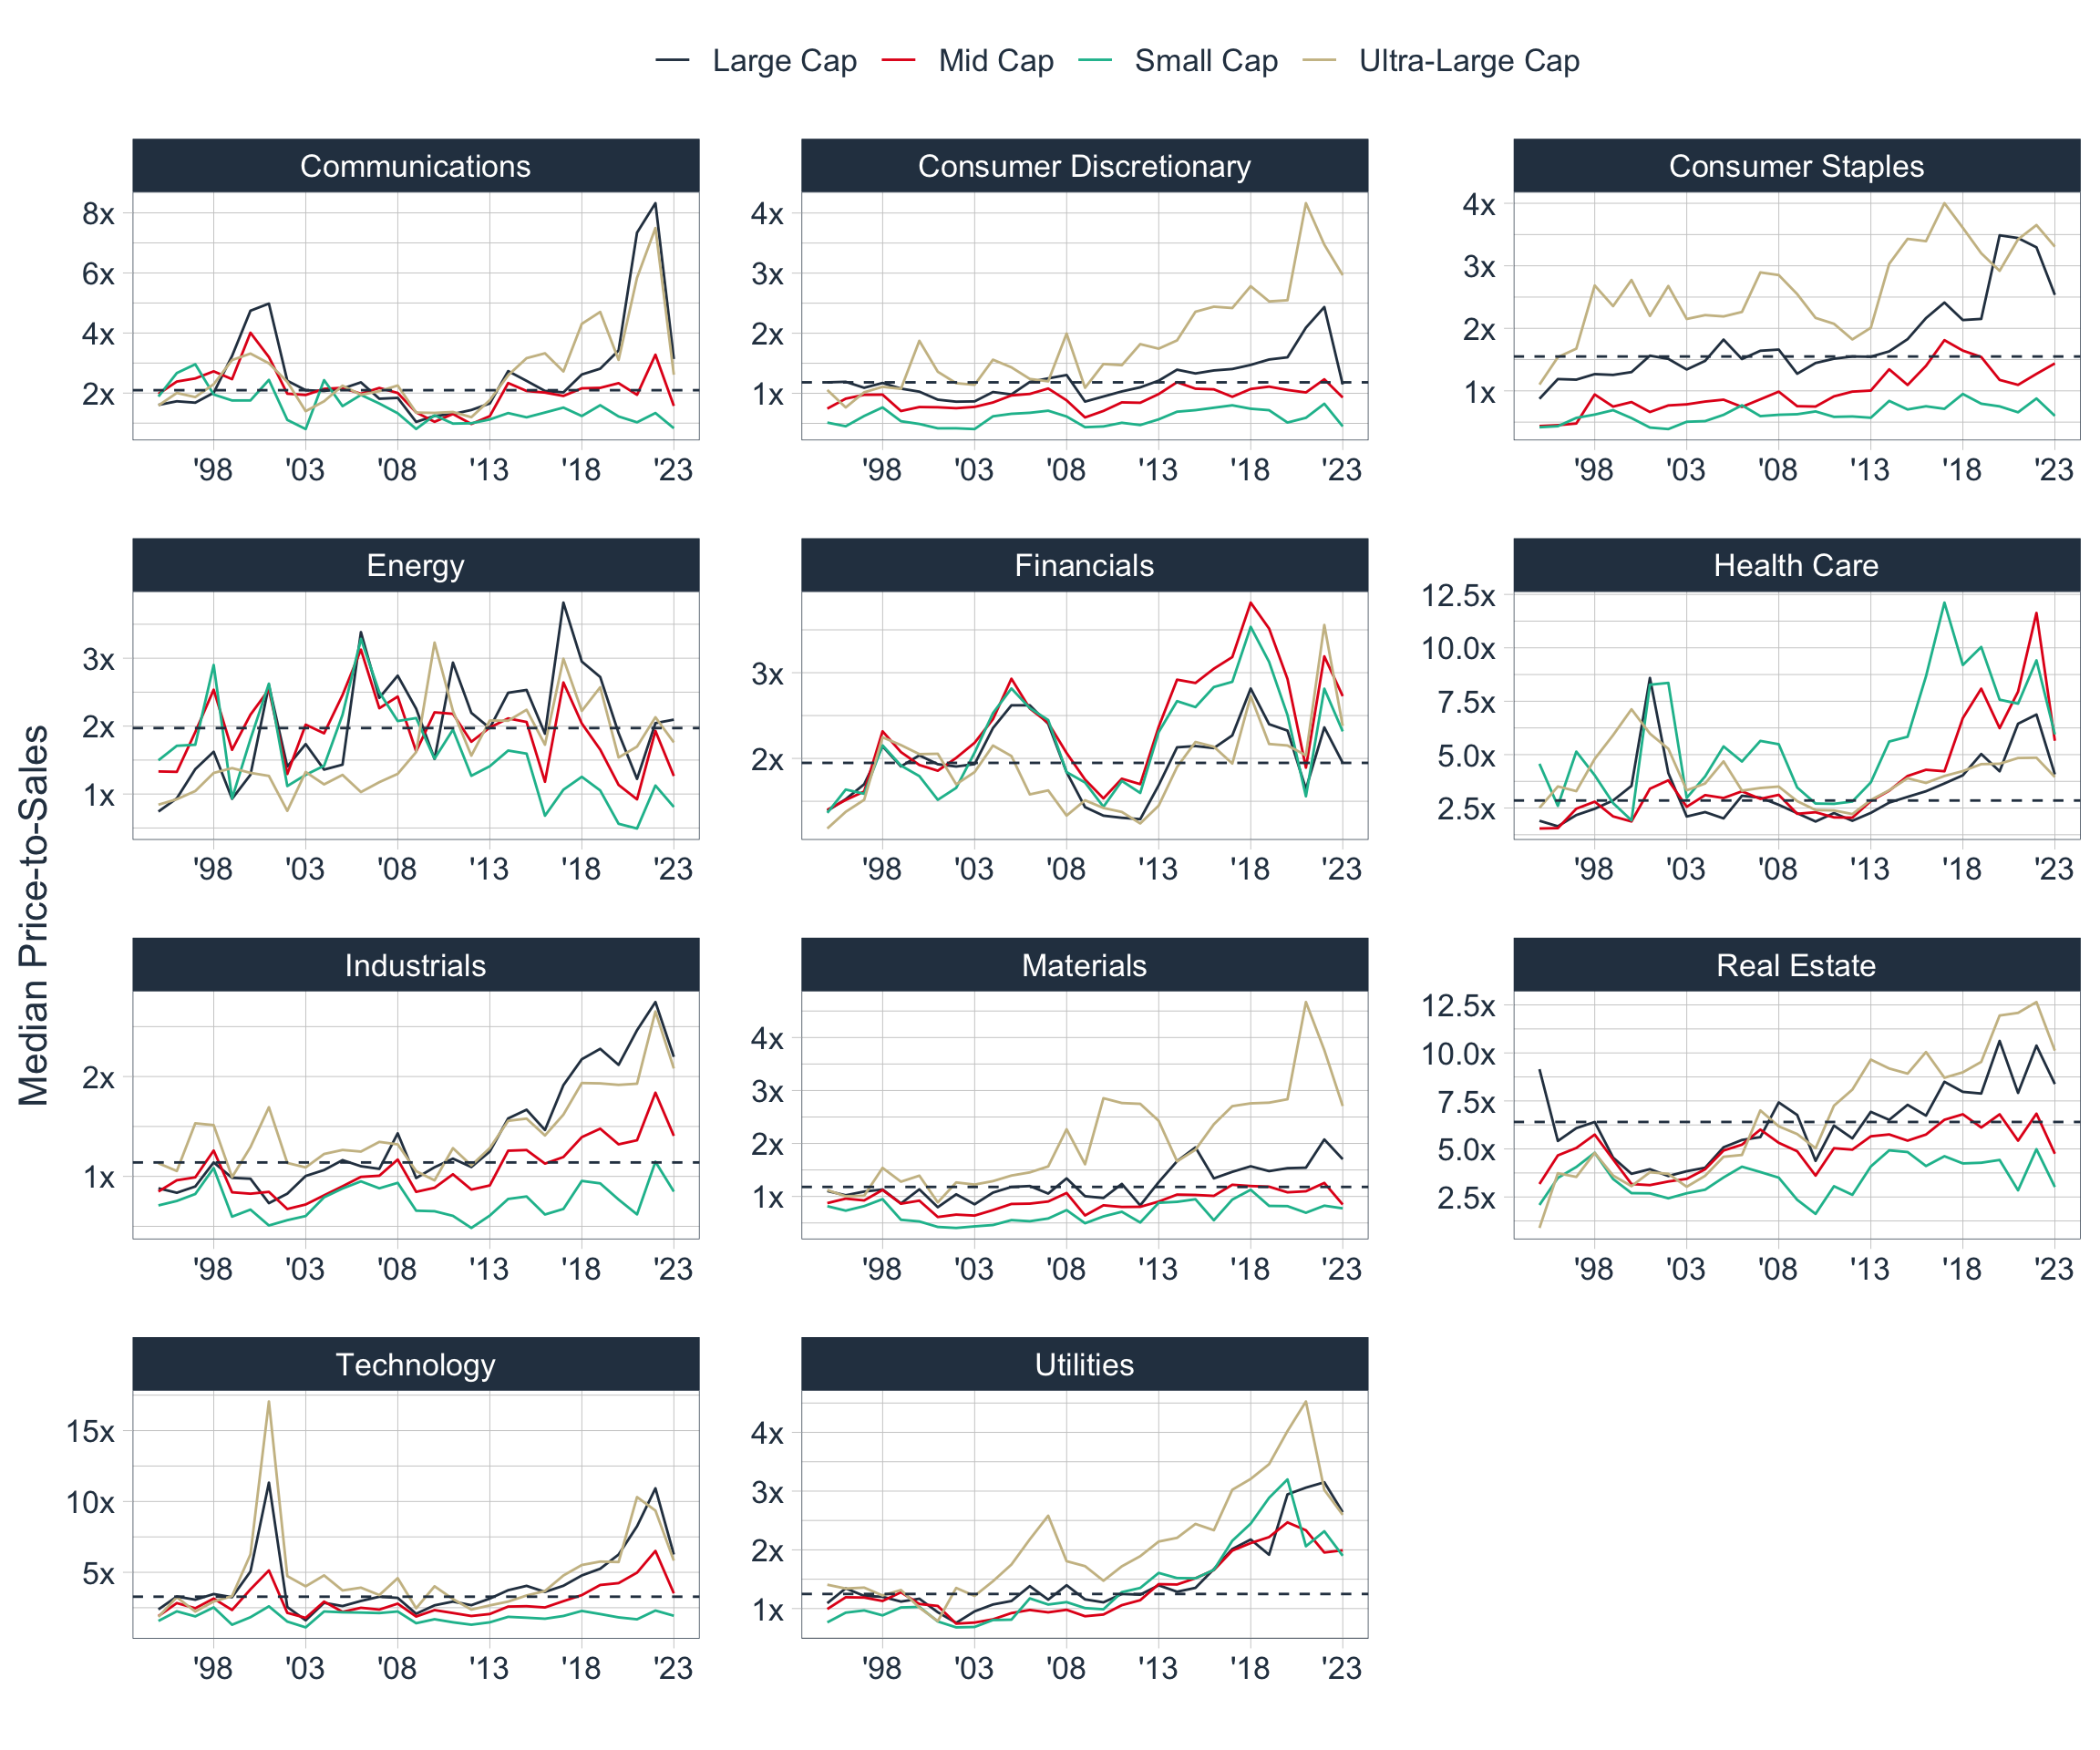 Large Cap Mid Cap Small Cap Ultra-Large Cap
Median Price-to-Sales
Communications
8x
6x
4x
2x
'98 '03 '08 '13 '18 '23
Consumer Discretionary
4x
3x
2x
1x
'98 '03 '08 '13 '18 '23
Consumer Staples
4x
3x
2x
1x
'98 '03 '08 '13 '18 '23
Energy
3x
2x
1x
'98 '03 '08 '13 '18 '23
Financials
3x
2x
'98 '03 '08 '13 '18 '23
Health Care
12.5x
10.0x
7.5x
5.0x
2.5x
'98 '03 '08 '13 '18 '23
Industrials
2x
1x
'98 '03 '08 '13 '18 '23
Materials
4x
3x
2x
1x
'98 '03 '08 '13 '18 '23
Real Estate
12.5x
10.0x
7.5x
5.0x
2.5x
'98 '03 '08 '13 '18 '23
Technology
15x
10x
5x
'98 '03 '08 '13 '18 '23
Utilities
4x
3x
2x
1x
'98 '03 '08 '13 '18 '23